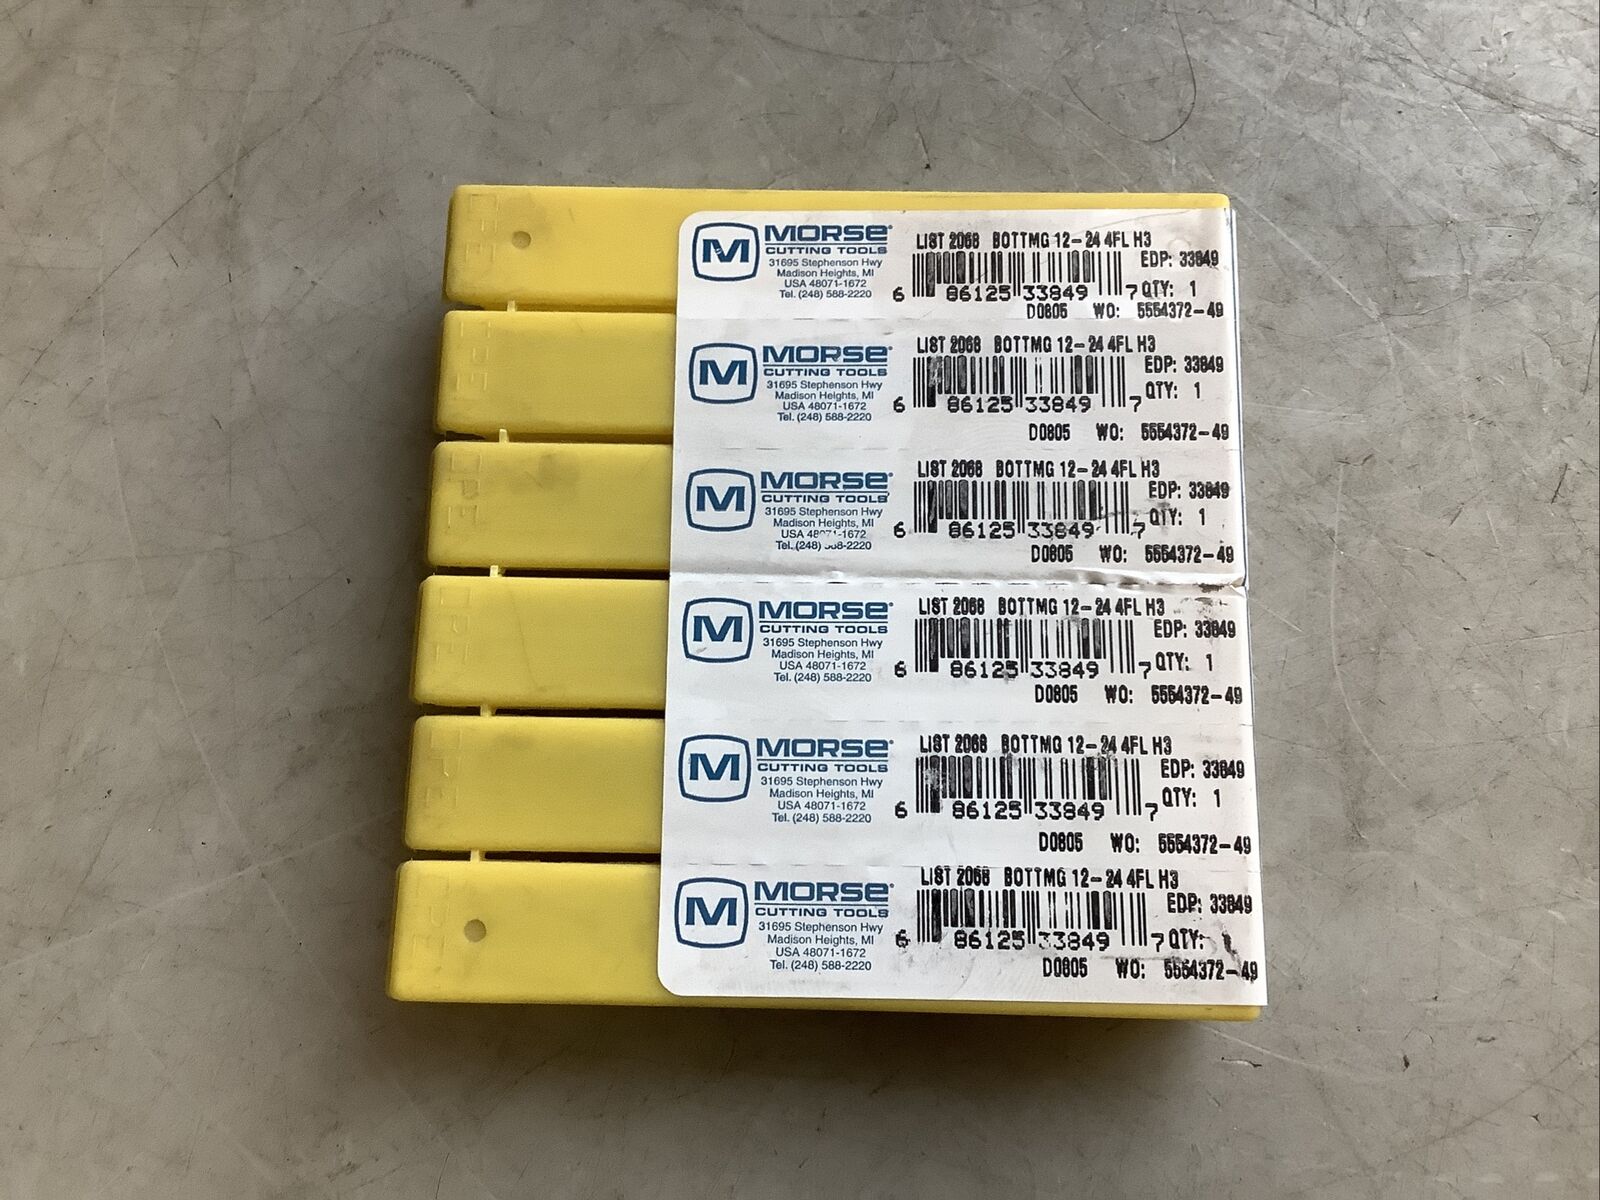 M MORSE
CUTTING TOOLS
31695 Stephenson Hwy
Madison Heights, MI
USA 48071-1672
Tel. (248) 588-2220
LIST 2068 BOTTMG 12-24 4FL H3
EDP: 33849
6 86125 33849 7 QTY: 1
D0805 WO: 5554372-49
M MORSE
CUTTING TOOLS
31695 Stephenson Hwy
Madison Heights, MI
USA 48071-1672
Tel. (248) 588-2220
LIST 2068 BOTTMG 12-24 4FL H3
EDP: 33849
QTY: 1
6 86125 33849 7
D0805 WO: 5554372-49
M MORSE
CUTTING TOOLS
31695 Stephenson Hwy
Madison Heights, MI
USA
Tel. (248)
LIST 2068 BOTTMG 12-24 4FL H3
EDP: 33849
QTY: 1
6 86125 33849 7
D0805 WO: 5554372-49
M MORSE
CUTTING TOOLS
31695 Stephenson Hwy
Madison Heights, MI
USA 48071-1672
Tel. (248) 588-2220
LIST 2068 BOTTMG 12-24 4FL H3
EDP: 33849
6 86125 33849 7 QTY: 1
D0805 WO: 5554372-49
M MORSE
CUTTING TOOLS
31695 Stephenson Hwy
Madison Heights, MI
USA 48071-1672
Tel. (248) 588-2220
LIST 2068 BOTTMG 12-24 4FL H3
EDP: 33849
QTY: 1
6 86125 33849 7
D0805 WO: 5554372-49
M MORSE
CUTTING TOOLS
31695 Stephenson Hwy
Madison Heights, MI
USA 48071-1672
Tel. (248) 588-2220
LIST 2068 BOTTMG 12-24 4FL H3
EDP: 33849
6 86125 33849 7 QTY:
D0805 WO: 5554372-49